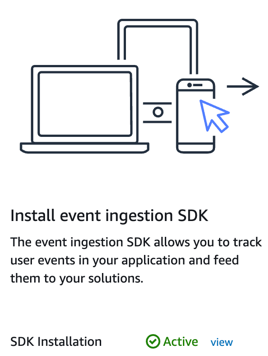 Install event ingestion SDK
The event ingestion SDK allows you to track
user events in your application and feed
them to your solutions.
SDK Installation Active view